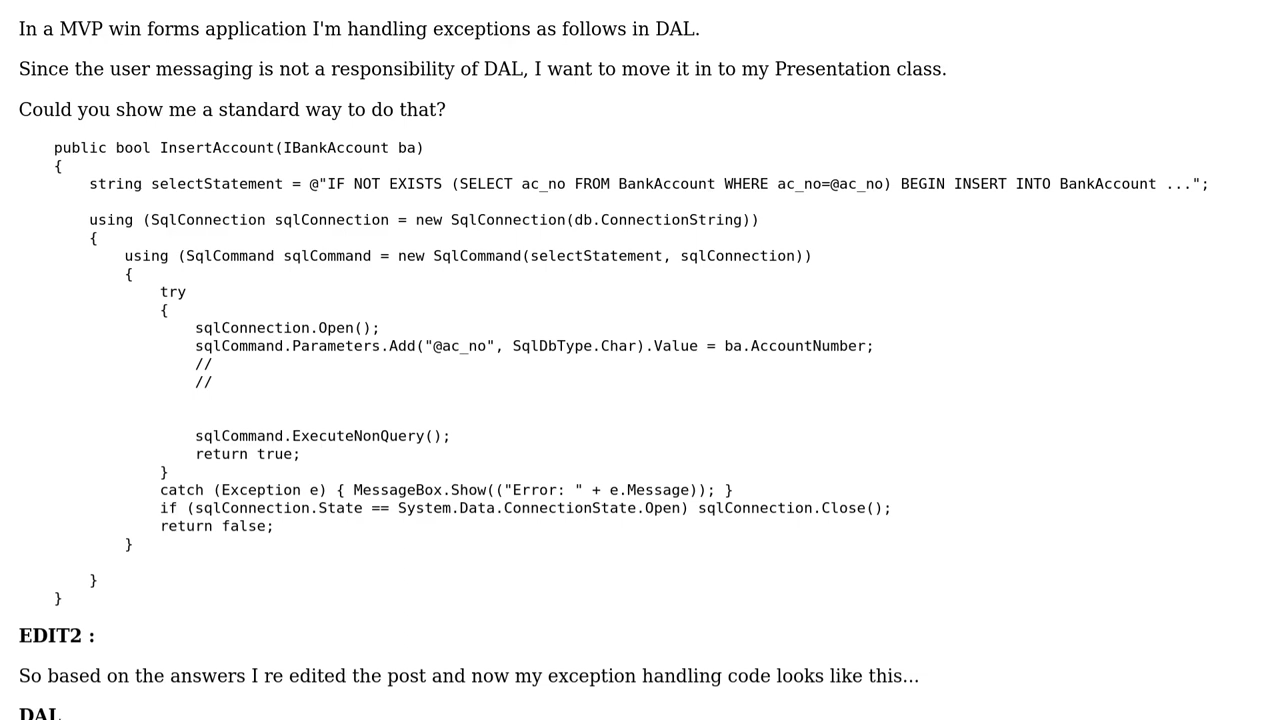 In a MVP win forms application I'm handling exceptions as follows in DAL.
Since the user messaging is not a responsibility of DAL, I want to move it in to my Presentation class.
Could you show me a standard way to do that?
public bool InsertAccount(IBankAccount ba)
{
string selectStatement = @"IF NOT EXISTS (SELECT ac_no FROM BankAccount WHERE ac_no=@ac_no) BEGIN INSERT INTO BankAccount ...";
using (SqlConnection sqlConnection = new SqlConnection(db.ConnectionString))
{
using (SqlCommand sqlCommand = new SqlCommand(selectStatement, sqlConnection))
{
try
{
sqlConnection.Open();
sqlCommand.Parameters.Add("@ac_no", SqlDbType.Char).Value = ba.AccountNumber;
//
//
sqlCommand.ExecuteNonQuery();
return true;
}
catch (Exception e) { MessageBox.Show(("Error: " + e.Message)); }
if (sqlConnection.State == System.Data.ConnectionState.Open) sqlConnection.Close();
return false;
}
}
}
EDIT2 :
So based on the answers I re edited the post and now my exception handling code looks like this...
DAL